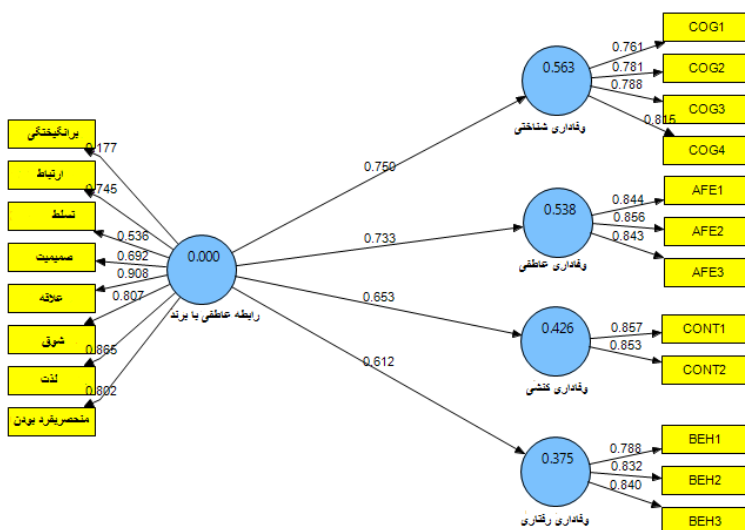 برانگیختگی
ارتباط
تسلط
صمیمیت
علاقه
شوق
لذت
منحصربفرد بودن
0.177
0.745
0.536
0.692
0.908
0.807
0.865
0.802
0.000
رابطه عاطفی با برند
0.750
0.733
0.653
0.612
0.563
وفاداری شناختی
0.538
وفاداری عاطفی
0.426
وفاداری کنشی
0.375
وفاداری رفتاری
0.761
0.781
0.788
0.815
0.844
0.856
0.843
0.857
0.853
0.788
0.832
0.840
COG1
COG2
COG3
COG4
AFE1
AFE2
AFE3
CONT1
CONT2
BEH1
BEH2
BEH3